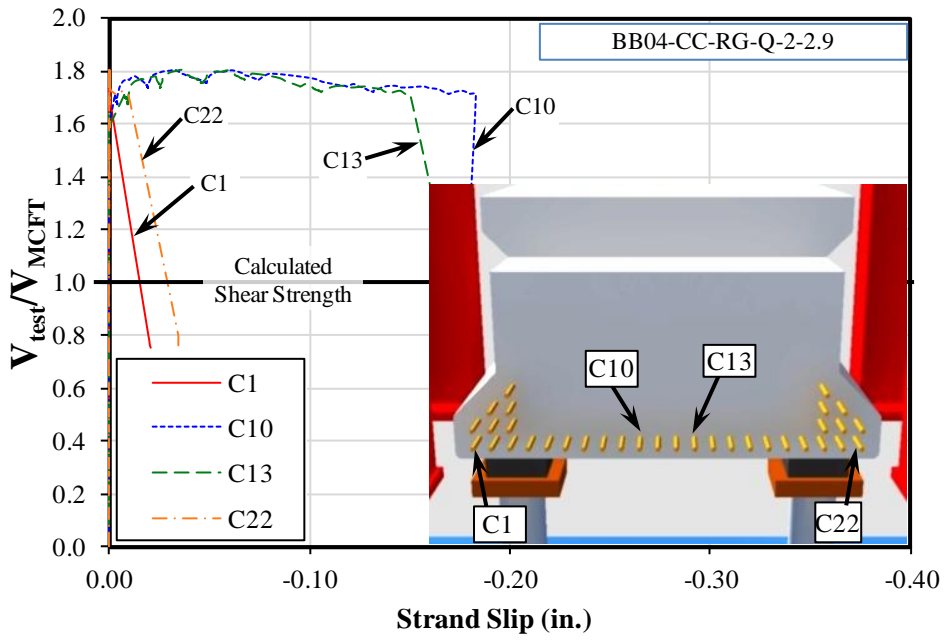 BB04-CC-RG-Q-2-2.9
2.0
1.8
1.6
1.4
1.2
1.0
0.8
0.6
0.4
0.2
0.0
V_test/V_MCFT
C22
C1
C13
C10
Calculated
Shear Strength
C1
C10
C13
C22
C10
C13
C1
C22
0.00
-0.10
-0.20
-0.30
-0.40
Strand Slip (in.)